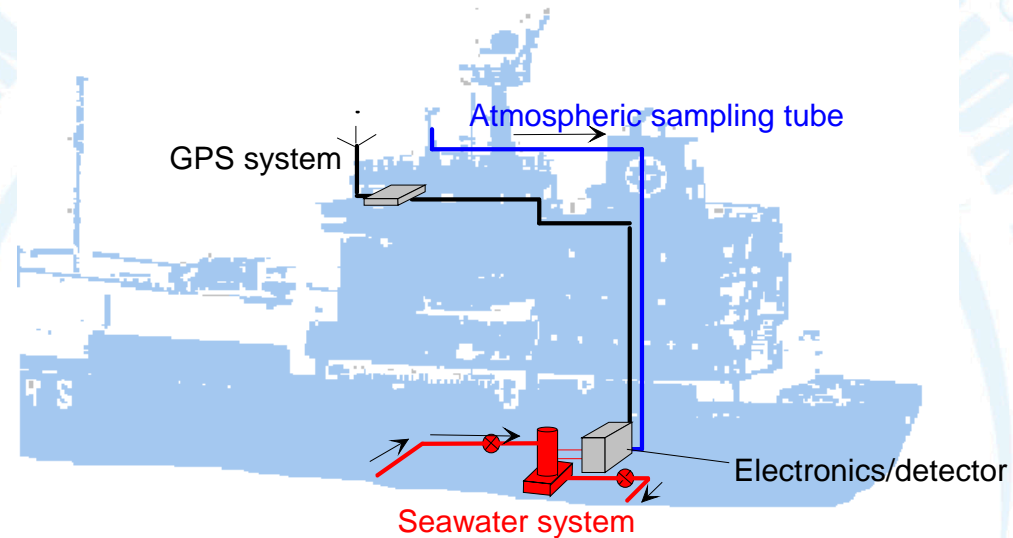 Atmospheric sampling tube
GPS system
T S
Electronics/detector
Seawater system